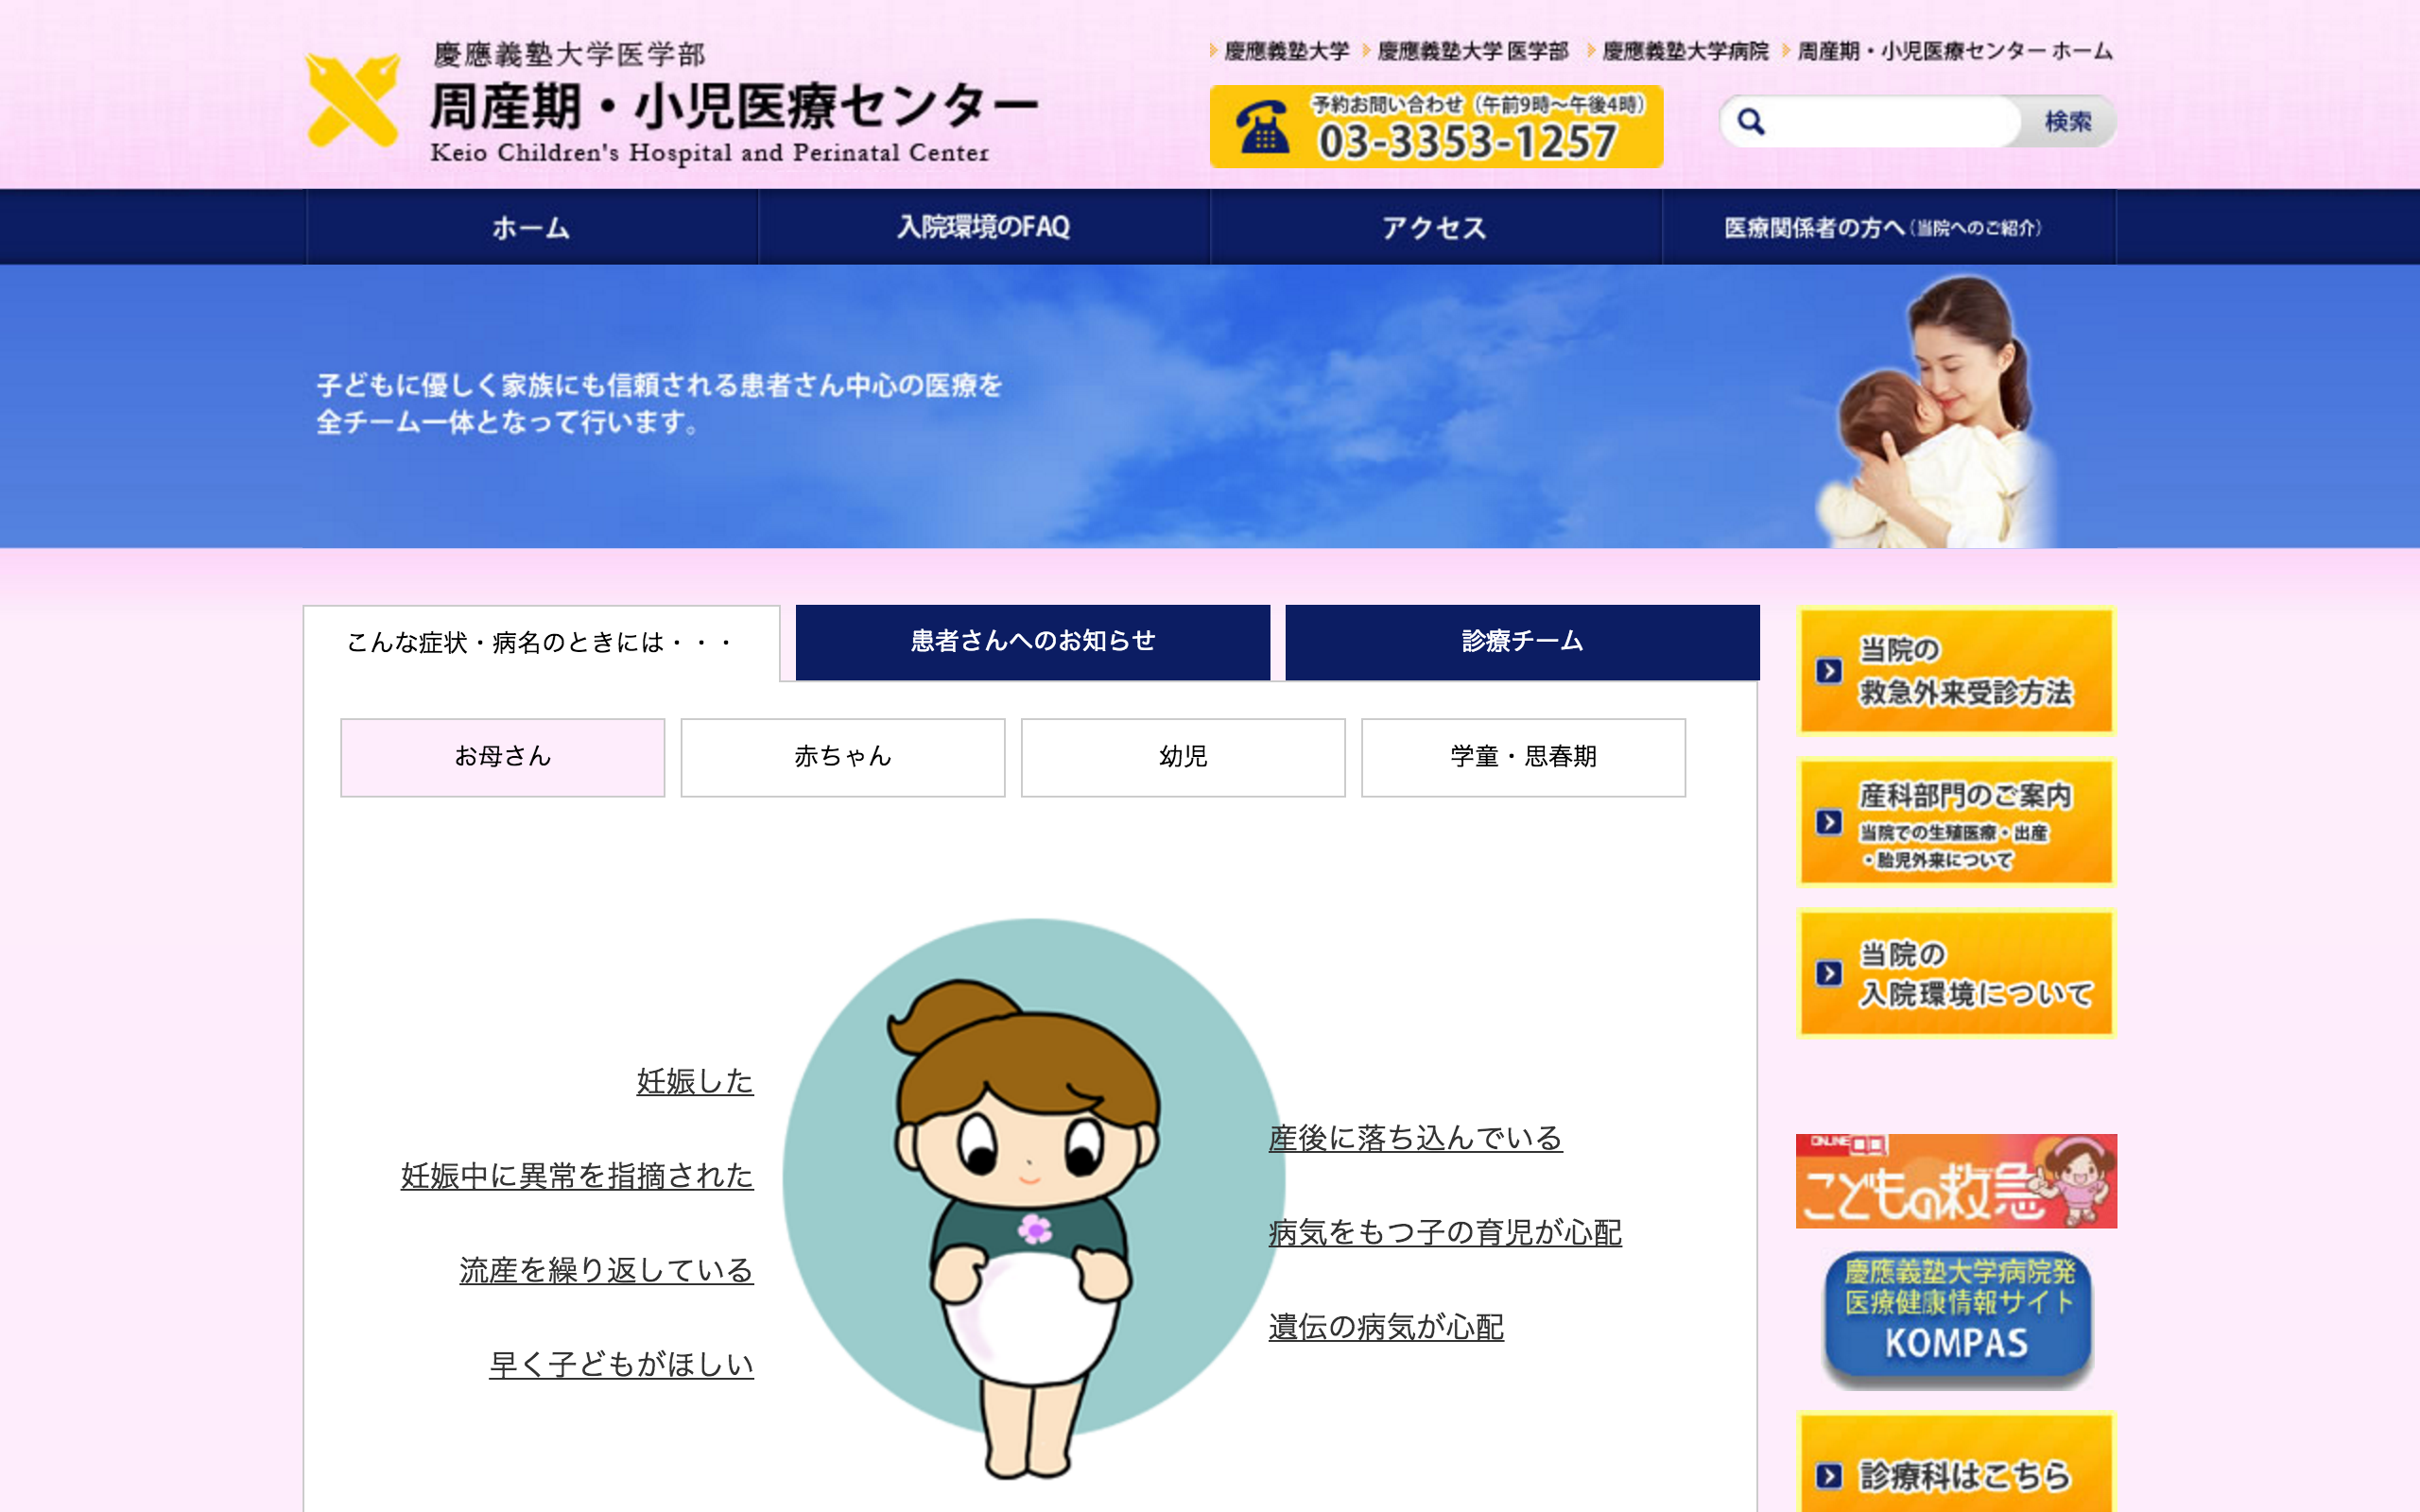 慶應義塾大学医学部
周産期・小児医療センター
Keio Children's Hospital and Perinatal Center
慶應義塾大学 慶應義塾大学 医学部 慶應義塾大学病院 周産期・小児医療センター ホーム
予約お問い合わせ（午前9時～午後4時）
03-3353-1257
検索
ホーム
入院環境のFAQ
アクセス
医療関係者の方へ（当院へのご紹介）
子どもに優しく家族にも信頼される患者さん中心の医療を
全チーム一体となって行います。
こんな症状・病名のときには・・・
患者さんへのお知らせ
診療チーム
お母さん
赤ちゃん
幼児
学童・思春期
妊娠した
妊娠中に異常を指摘された
流産を繰り返している
早く子どもがほしい
産後に落ち込んでいる
病気をもつ子の育児が心配
遺伝の病気が心配
当院の
救急外来受診方法
産科部門のご案内
当院での生殖医療・出産
・胎児外来について
当院の
入院環境について
ONLINE QQ
こどもの救急
慶應義塾大学病院発
医療健康情報サイト
KOMPAS
診療科はこちら